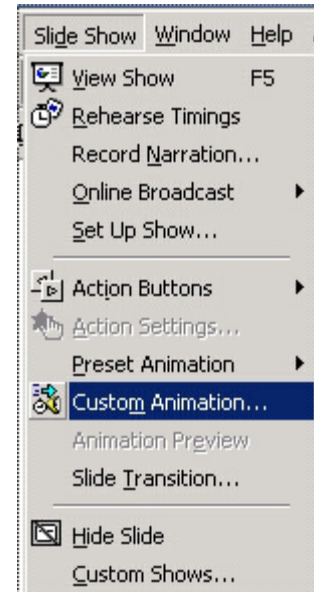 Slide Show Window Help
View Show F5
Rehearse Timings
Record Narration...
Online Broadcast
Set Up Show...
Action Buttons
Action Settings...
Preset Animation
Custom Animation...
Animation Preview
Slide Transition...
Hide Slide
Custom Shows...